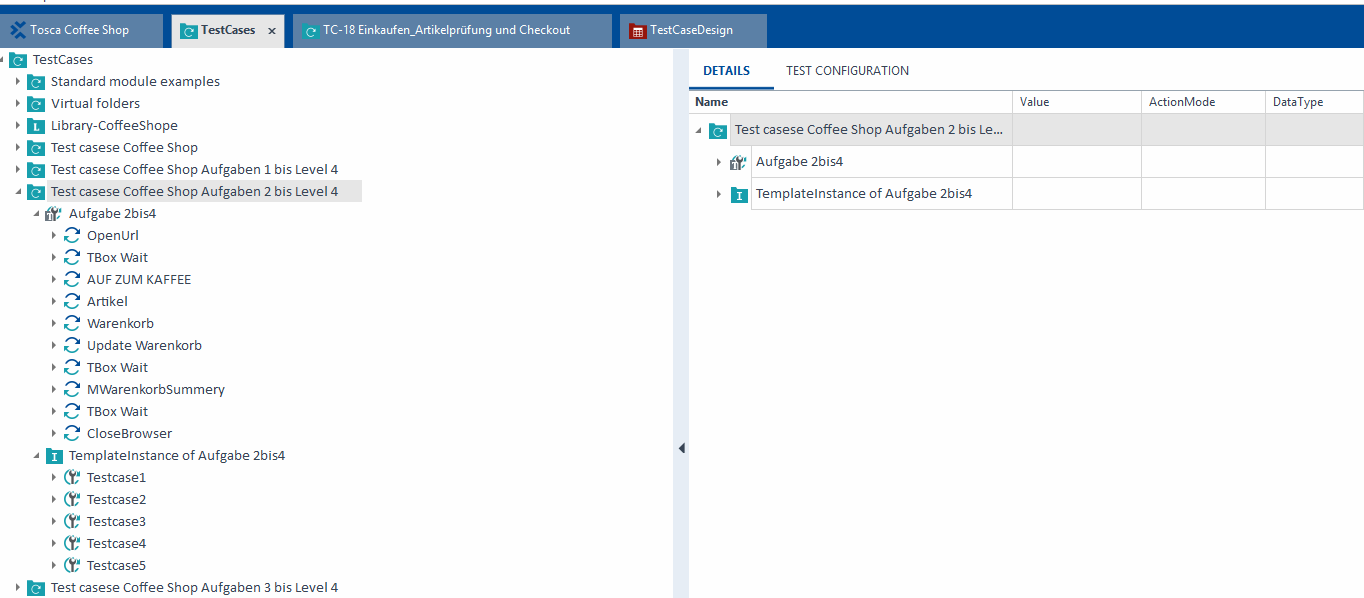 Tosca Coffee Shop
TestCases
TC-18 Einkaufen_Artikelprüfung und Checkout
TestCaseDesign
TestCases
Standard module examples
Virtual folders
Library-CoffeeShope
Test casese Coffee Shop
Test casese Coffee Shop Aufgaben 1 bis Level 4
Test casese Coffee Shop Aufgaben 2 bis Level 4
Aufgabe 2bis4
OpenUrl
TBox Wait
AUF ZUM KAFFEE
Artikel
Warenkorb
Update Warenkorb
TBox Wait
MWarenkorbSummery
TBox Wait
CloseBrowser
TemplateInstance of Aufgabe 2bis4
Testcase1
Testcase2
Testcase3
Testcase4
Testcase5
Test casese Coffee Shop Aufgaben 3 bis Level 4
DETAILS TEST CONFIGURATION
Name Value ActionMode DataType
Test casese Coffee Shop Aufgaben 2 bis Le...
Aufgabe 2bis4
TemplateInstance of Aufgabe 2bis4